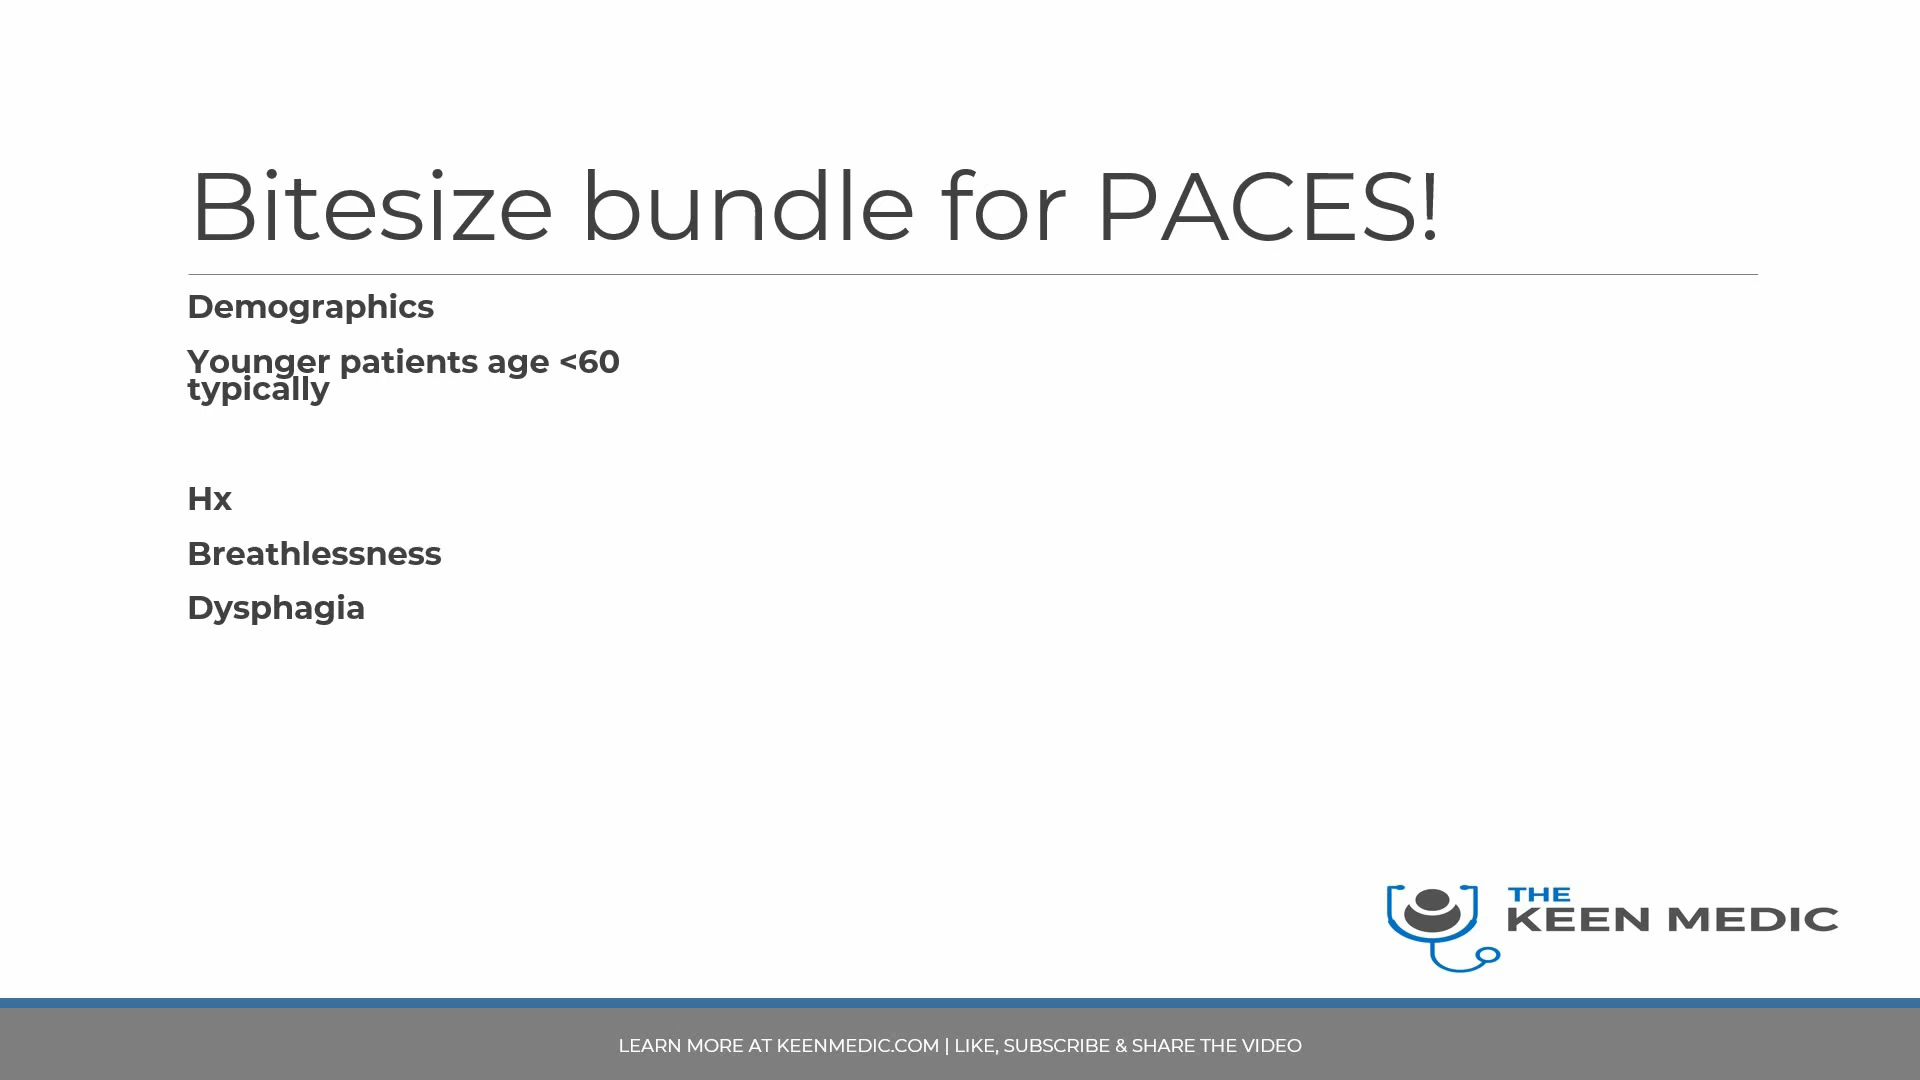 Bitesize bundle for PACES!
Demographics
Younger patients age <60
typically
Hx
Breathlessness
Dysphagia
THE
KEEN MEDIC
LEARN MORE AT KEENMEDIC.COM | LIKE, SUBSCRIBE & SHARE THE VIDEO